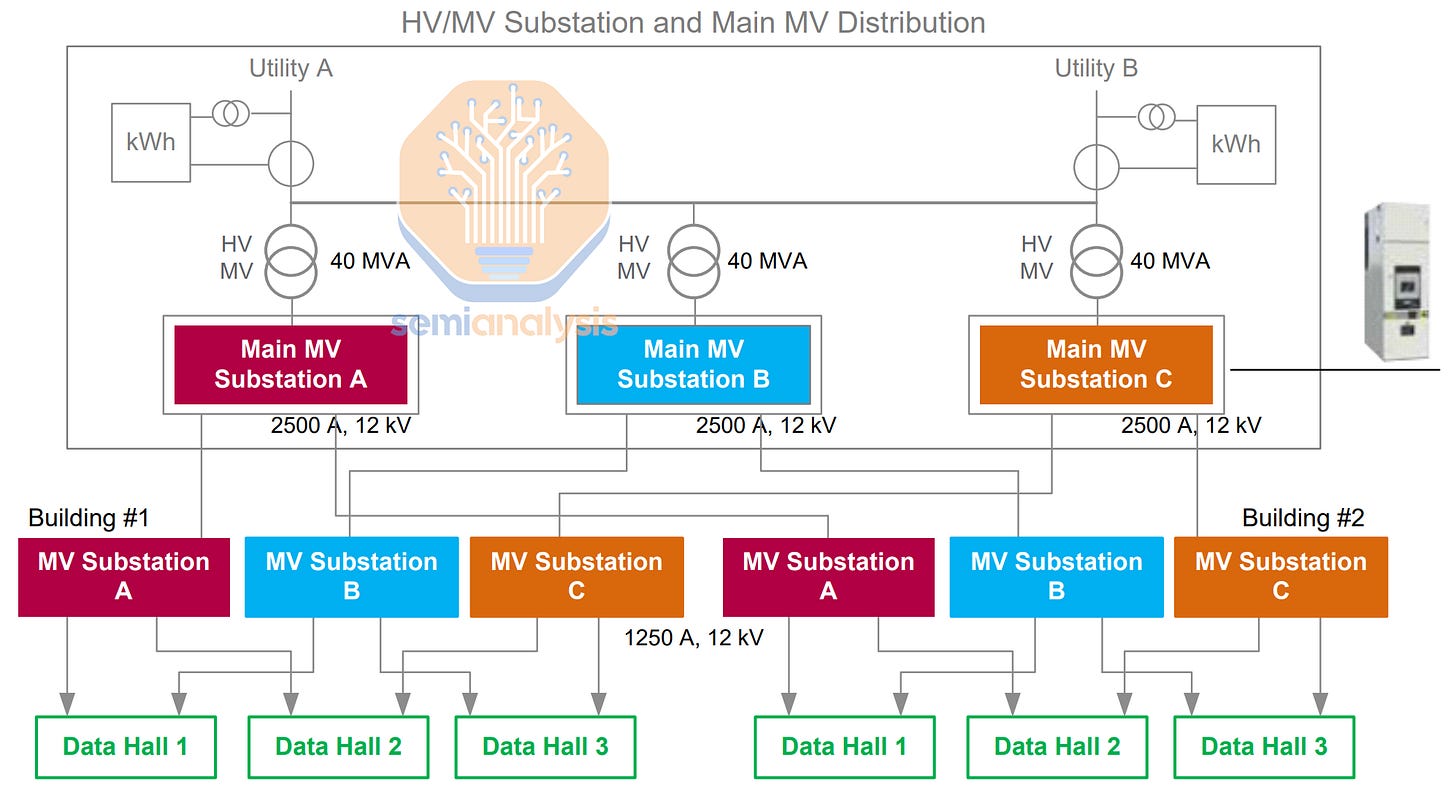 HV/MV Substation and Main MV Distribution
Utility A
Utility B
kWh
kWh
HV
MV
40 MVA
HV
MV
40 MVA
HV
MV
40 MVA
semianalysis
Main MV
Substation A
Main MV
Substation B
Main MV
Substation C
2500 A, 12 kV
2500 A, 12 kV
2500 A, 12 kV
Building #1
Building #2
MV Substation
A
MV Substation
B
MV Substation
C
MV Substation
A
MV Substation
B
MV Substation
C
1250 A, 12 kV
Data Hall 1
Data Hall 2
Data Hall 3
Data Hall 1
Data Hall 2
Data Hall 3